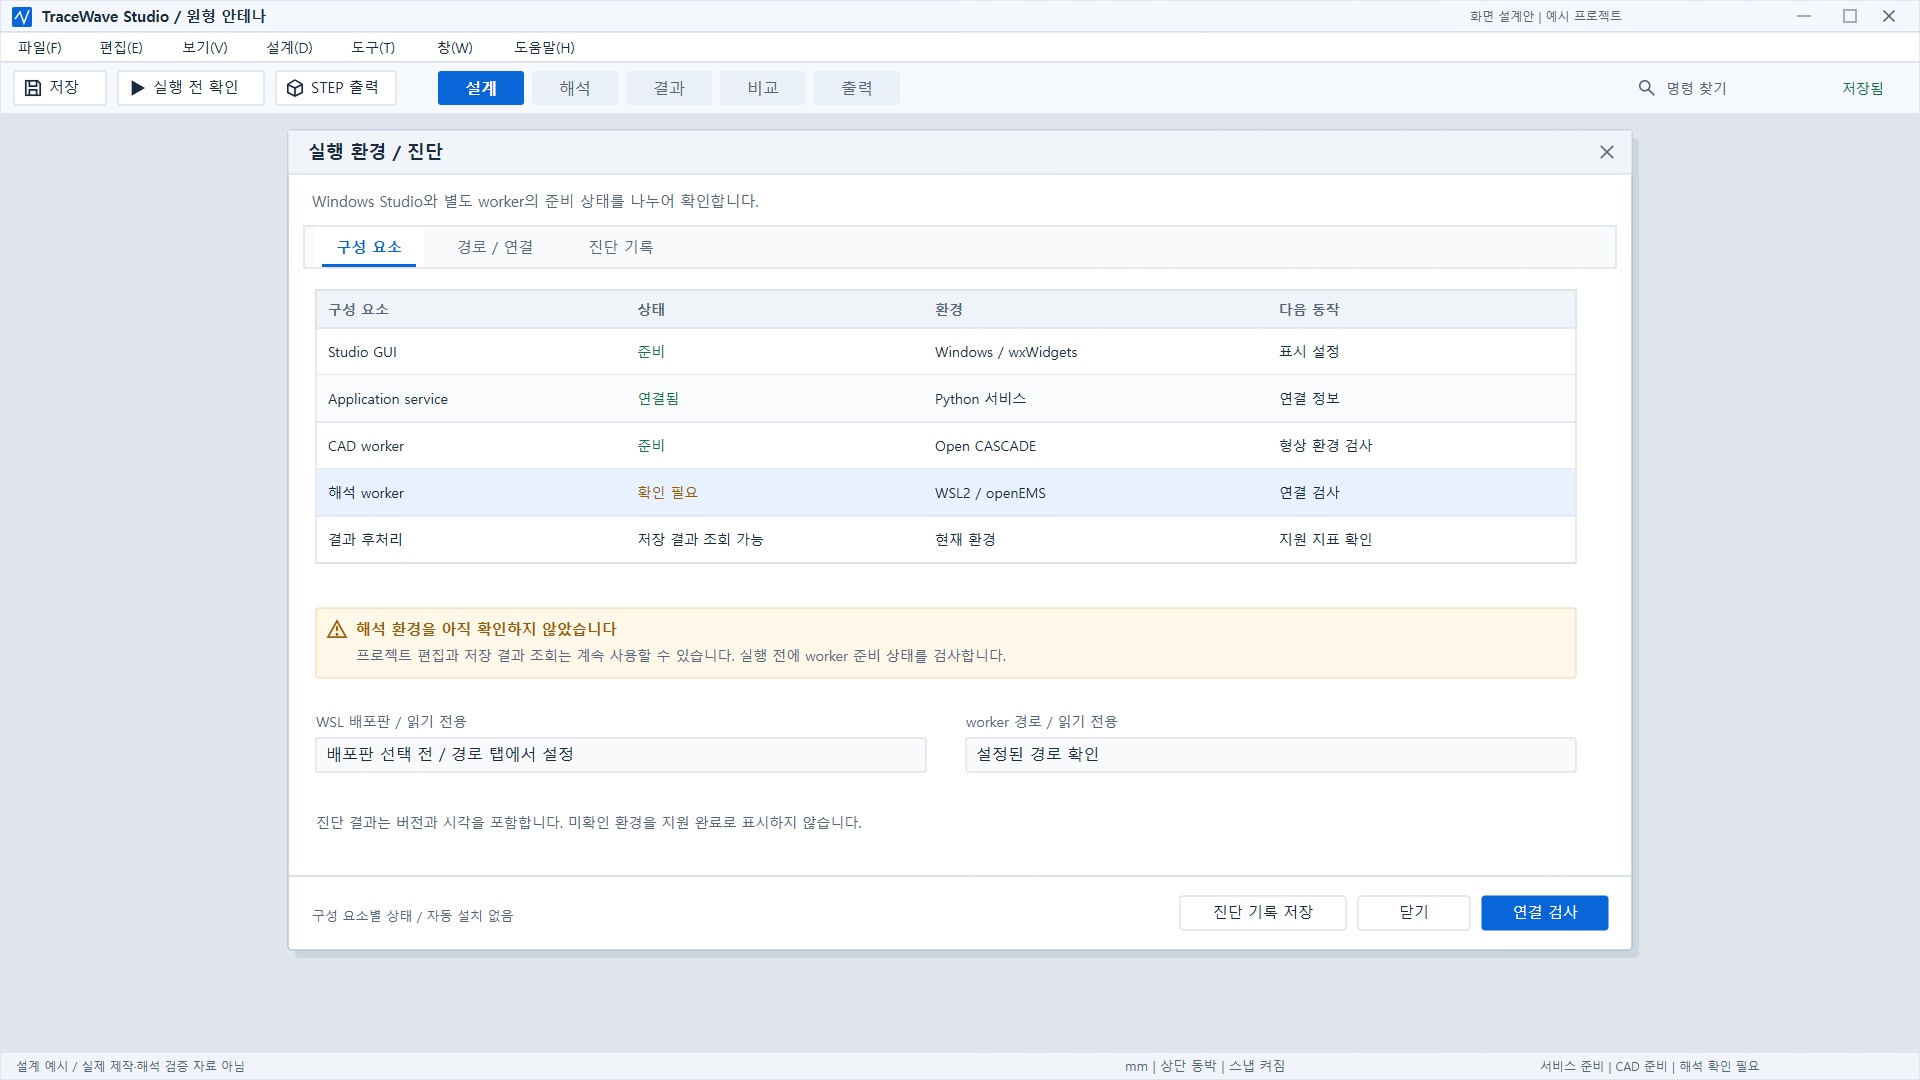 TraceWave Studio / 원형 안테나
화면 설계안 | 예시 프로젝트
파일(F) 편집(E) 보기(V) 설계(D) 도구(T) 창(W) 도움말(H)
저장 실행 전 확인 STEP 출력 설계 해석 결과 비교 출력 명령 찾기 저장됨
실행 환경 / 진단
Windows Studio와 별도 worker의 준비 상태를 나누어 확인합니다.
구성 요소 경로 / 연결 진단 기록
구성 요소 상태 환경 다음 동작
Studio GUI 준비 Windows / wxWidgets 표시 설정
Application service 연결됨 Python 서비스 연결 정보
CAD worker 준비 Open CASCADE 형상 환경 검사
해석 worker 확인 필요 WSL2 / openEMS 연결 검사
결과 후처리 저장 결과 조회 가능 현재 환경 지원 지표 확인
해석 환경을 아직 확인하지 않았습니다
프로젝트 편집과 저장 결과 조회는 계속 사용할 수 있습니다. 실행 전에 worker 준비 상태를 검사합니다.
WSL 배포판 / 읽기 전용 worker 경로 / 읽기 전용
배포판 선택 전 / 경로 탭에서 설정 설정된 경로 확인
진단 결과는 버전과 시각을 포함합니다. 미확인 환경을 지원 완료로 표시하지 않습니다.
구성 요소별 상태 / 자동 설치 없음 진단 기록 저장 닫기 연결 검사
설계 예시 / 실제 제작·해석 검증 자료 아님 mm | 상단 동박 | 스냅 켜짐 서비스 준비 | CAD 준비 | 해석 확인 필요